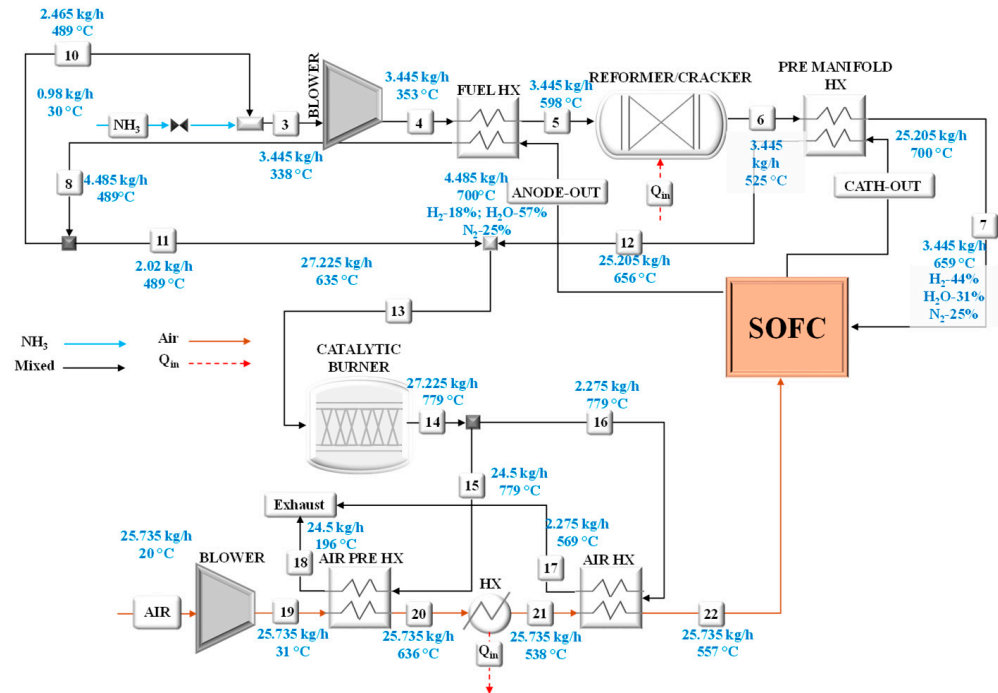 2.465 kg/h
489 °C
10
0.98 kg/h
30 °C
NH3
3
BLOWER
3.445 kg/h
353 °C
4
3.445 kg/h
338 °C
FUEL HX
3.445 kg/h
598 °C
5
REFORMER/CRACKER
Qin
6
3.445
kg/h
525 °C
PRE MANIFOLD
HX
25.205 kg/h
700 °C
8
4.485 kg/h
489°C
4.485 kg/h
700°C
H2-18%; H2O-57%
N2-25%
ANODE-OUT
CATH-OUT
7
3.445 kg/h
659 °C
H2-44%
H2O-31%
N2-25%
11
2.02 kg/h
489 °C
12
25.205 kg/h
656 °C
27.225 kg/h
635 °C
13
SOFC
NH3
Air
Mixed
Qin
CATALYTIC
BURNER
27.225 kg/h
779 °C
14
2.275 kg/h
779 °C
16
15
24.5 kg/h
779 °C
Exhaust
24.5 kg/h
196 °C
18
2.275 kg/h
569 °C
17
25.735 kg/h
20 °C
BLOWER
AIR PRE HX
HX
AIR HX
AIR
19
20
21
22
25.735 kg/h
31 °C
25.735 kg/h
636 °C
Qin
25.735 kg/h
538 °C
25.735 kg/h
557 °C